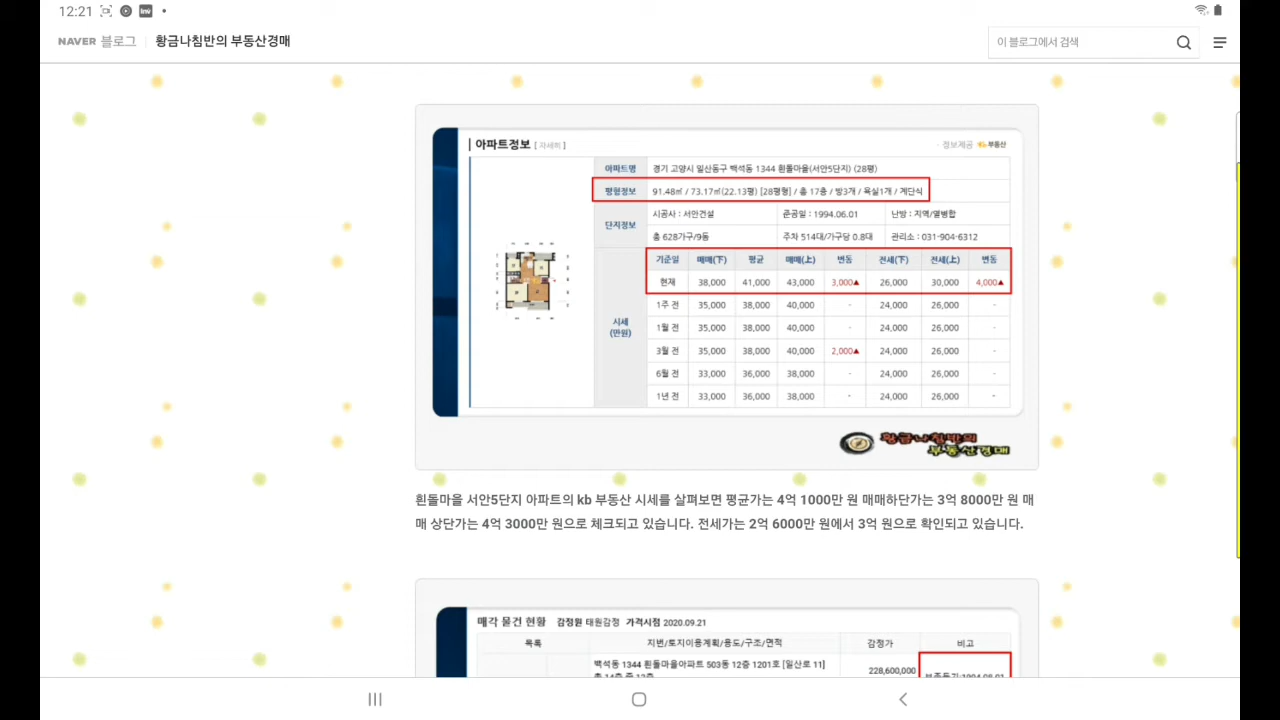 12:21
NAVER 블로그 황금나침반의 부동산경매
이 블로그에서 검색
아파트정보 [ 자세히 ]
· 정보제공 부동산
아파트명 경기 고양시 일산동구 백석동 1344 흰돌마을(서안5단지) (28평)
평형정보 91.48㎡ / 73.17㎡(22.13평) [28평형] / 총 17층 / 방3개 / 욕실1개 / 계단식
단지정보
시공사 : 서안건설 준공일 : 1994.06.01 난방 : 지역/열병합
총 628가구/9동 주차 514대/가구당 0.8대 관리소 : 031-904-6312
시세
(만원)
기준일 매매(下) 평균 매매(上) 변동 전세(下) 전세(上) 변동
현재 38,000 41,000 43,000 3,000▲ 26,000 30,000 4,000▲
1주 전 35,000 38,000 40,000 - 24,000 26,000 -
1월 전 35,000 38,000 40,000 - 24,000 26,000 -
3월 전 35,000 38,000 40,000 2,000▲ 24,000 26,000 -
6월 전 33,000 36,000 38,000 - 24,000 26,000 -
1년 전 33,000 36,000 38,000 - 24,000 26,000 -
황금나침반의
부동산경매
흰돌마을 서안5단지 아파트의 kb 부동산 시세를 살펴보면 평균가는 4억 1000만 원 매매하단가는 3억 8000만 원 매
매 상단가는 4억 3000만 원으로 체크되고 있습니다. 전세가는 2억 6000만 원에서 3억 원으로 확인되고 있습니다.
매각 물건 현황 감정원 태원감정 가격시점 2020.09.21
목록 지번/토지이용계획/용도/구조/면적 감정가 비고
백석동 1344 흰돌마을아파트 503동 12층 1201호 [일산로 11]
228,600,000